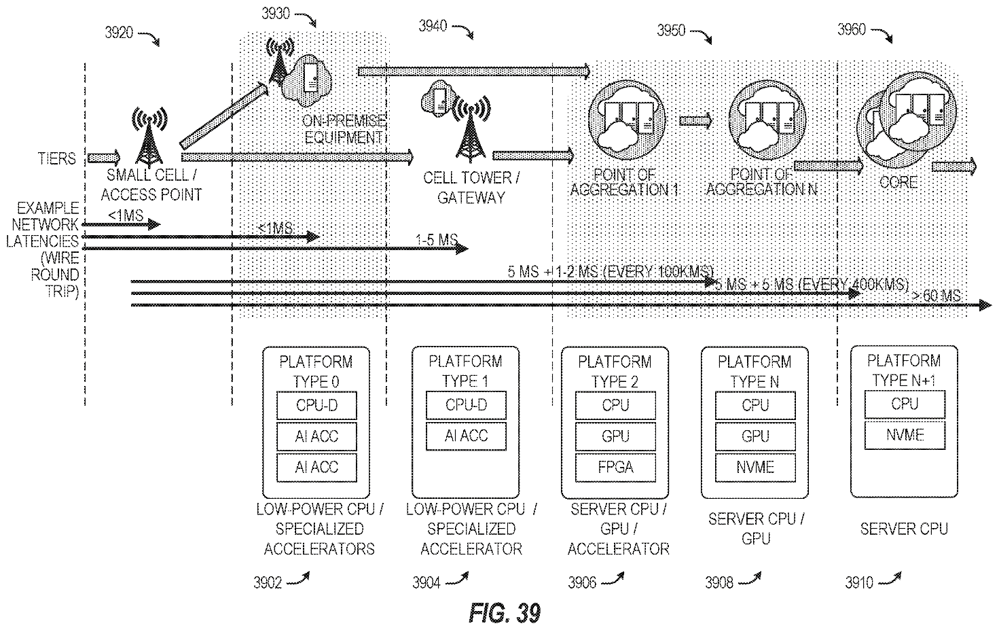 3920
3930
3940
3950
3960
TIERS
SMALL CELL /
ACCESS POINT
ON-PREMISE
EQUIPMENT
CELL TOWER /
GATEWAY
POINT OF
AGGREGATION 1
POINT OF
AGGREGATION N
CORE
EXAMPLE
NETWORK
LATENCIES
(WIRE
ROUND
TRIP)
<1MS
<1MS
1-5 MS
5 MS + 1-2 MS (EVERY 100KMS)
5 MS + 5 MS (EVERY 400KMS)
> 60 MS
PLATFORM
TYPE 0
CPU-D
AI ACC
AI ACC
LOW-POWER CPU /
SPECIALIZED
ACCELERATORS
3902
PLATFORM
TYPE 1
CPU-D
AI ACC
LOW-POWER CPU /
SPECIALIZED
ACCELERATOR
3904
PLATFORM
TYPE 2
CPU
GPU
FPGA
SERVER CPU /
GPU /
ACCELERATOR
3906
PLATFORM
TYPE N
CPU
GPU
NVME
SERVER CPU /
GPU
3908
PLATFORM
TYPE N+1
CPU
NVME
SERVER CPU
3910
FIG. 39